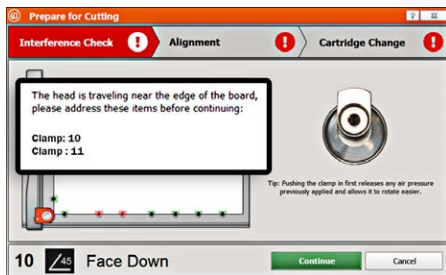 Prepare for Cutting
Interference Check
Alignment
Cartridge Change
The head is traveling near the edge of the board,
please address these items before continuing:
Clamp: 10
Clamp : 11
Tip: Pushing the clamp in first releases any air pressure
previously applied and allows it to rotate easier.
10
45
Face Down
Continue
Cancel